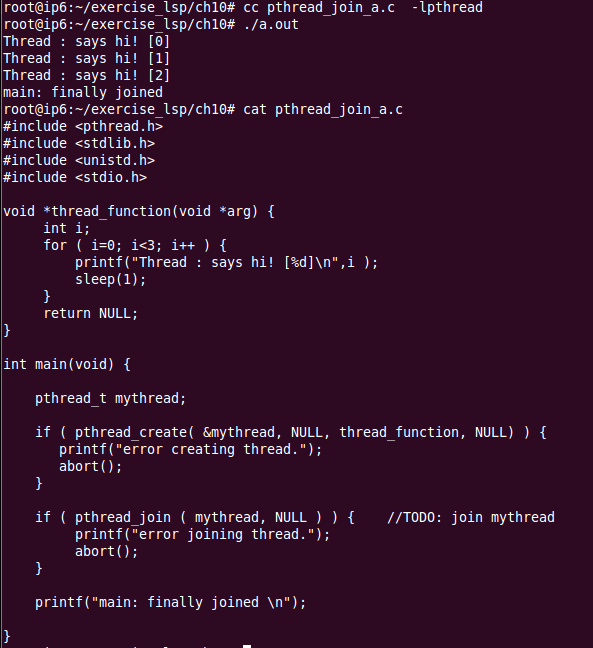 root@ip6:~/exercise_lsp/ch10# cc pthread_join_a.c  -lpthread
root@ip6:~/exercise_lsp/ch10# ./a.out
Thread : says hi! [0]
Thread : says hi! [1]
Thread : says hi! [2]
main: finally joined
root@ip6:~/exercise_lsp/ch10# cat pthread_join_a.c
#include <pthread.h>
#include <stdlib.h>
#include <unistd.h>
#include <stdio.h>

void *thread_function(void *arg) {
     int i;
     for ( i=0; i<3; i++ ) {
         printf("Thread : says hi! [%d]\n",i );
         sleep(1);
     }
     return NULL;
}

int main(void) {

    pthread_t mythread;

    if ( pthread_create( &mythread, NULL, thread_function, NULL) ) {
       printf("error creating thread.");
       abort();
    }

    if ( pthread_join ( mythread, NULL ) ) {    //TODO: join mythread
         printf("error joining thread.");
         abort();
    }

    printf("main: finally joined \n");

}